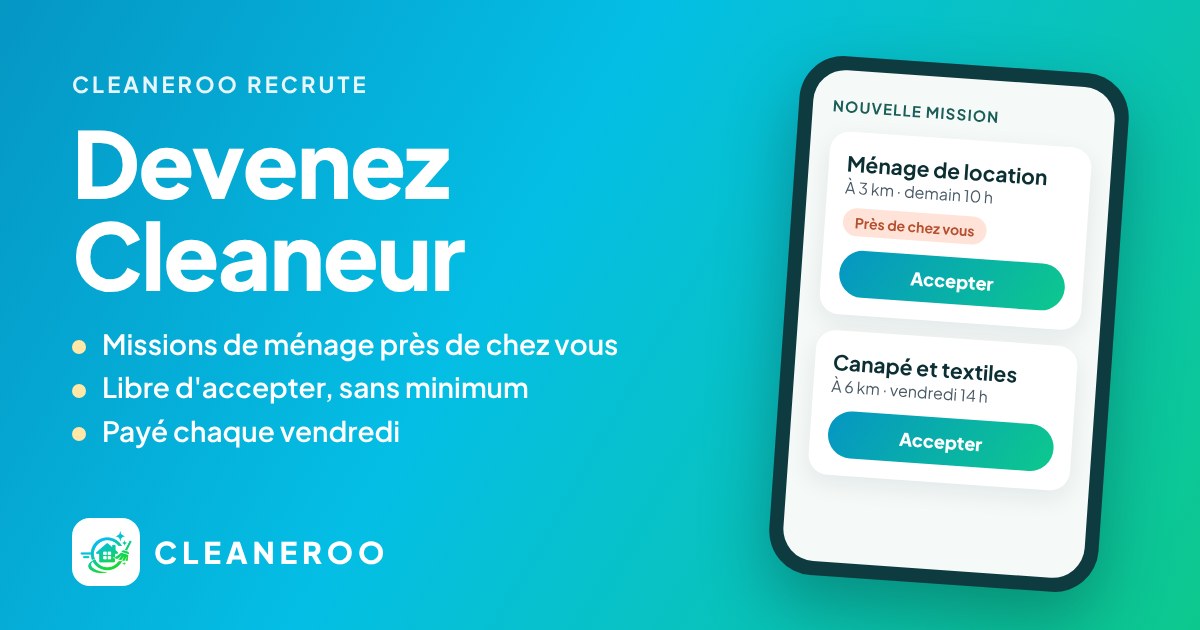 CLEANEROO RECRUTE
Devenez
Cleaneur
Missions de ménage près de chez vous
Libre d'accepter, sans minimum
Payé chaque vendredi
CLEANEROO
NOUVELLE MISSION
Ménage de location
À 3 km · demain 10 h
Près de chez vous
Accepter
Canapé et textiles
À 6 km · vendredi 14 h
Accepter